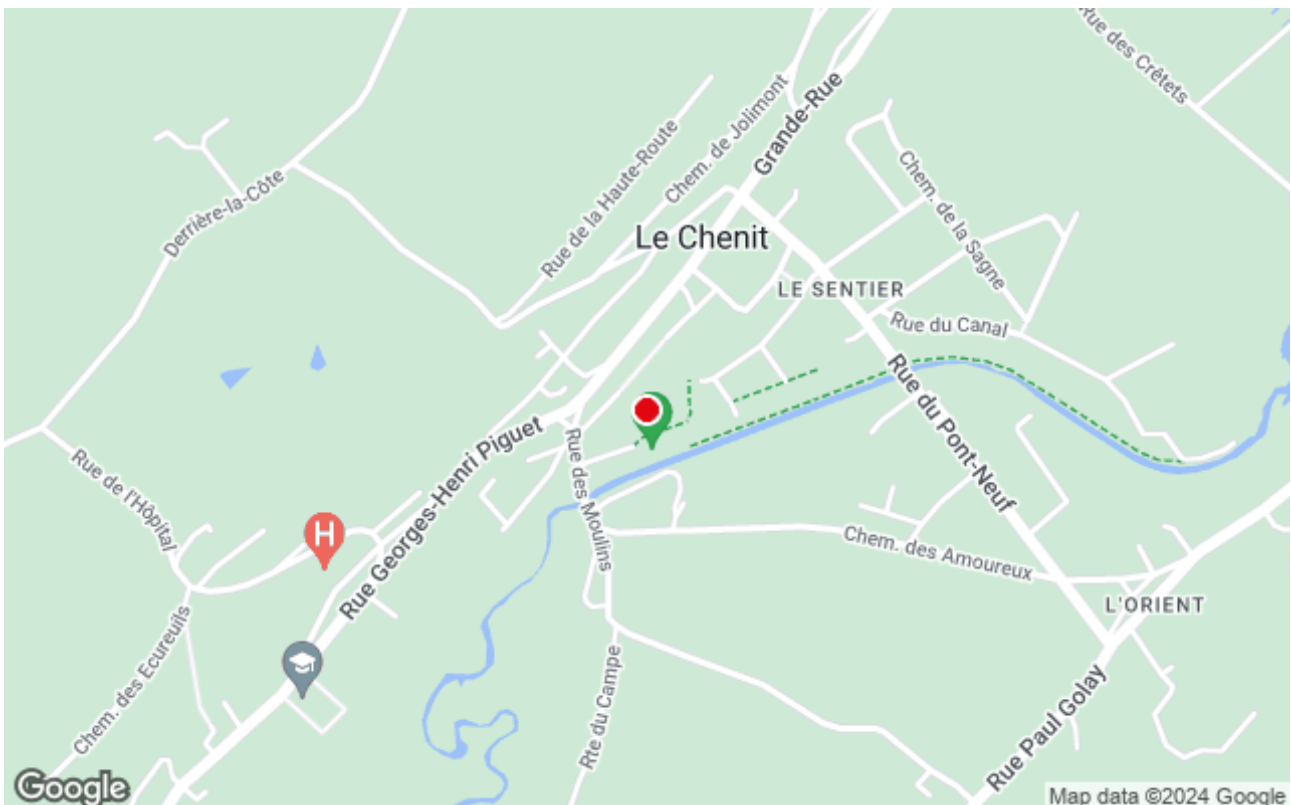 Rue des Crêtets
Grande-Rue
Chem. de Jolimont
Rue de la Haute-Route
Chem. de la Sagne
Derrière-la-Côte
Le Chenit
LE SENTIER
Rue du Canal
Rue du Pont-Neuf
Rue Georges-Henri Piguet
Rue des Moulins
Rue de l'Hôpital
H
Chem. des Amoureux
L'ORIENT
Chem. des Ecureuils
Rte du Campe
Rue Paul Golay
Google
Map data ©2024 Google